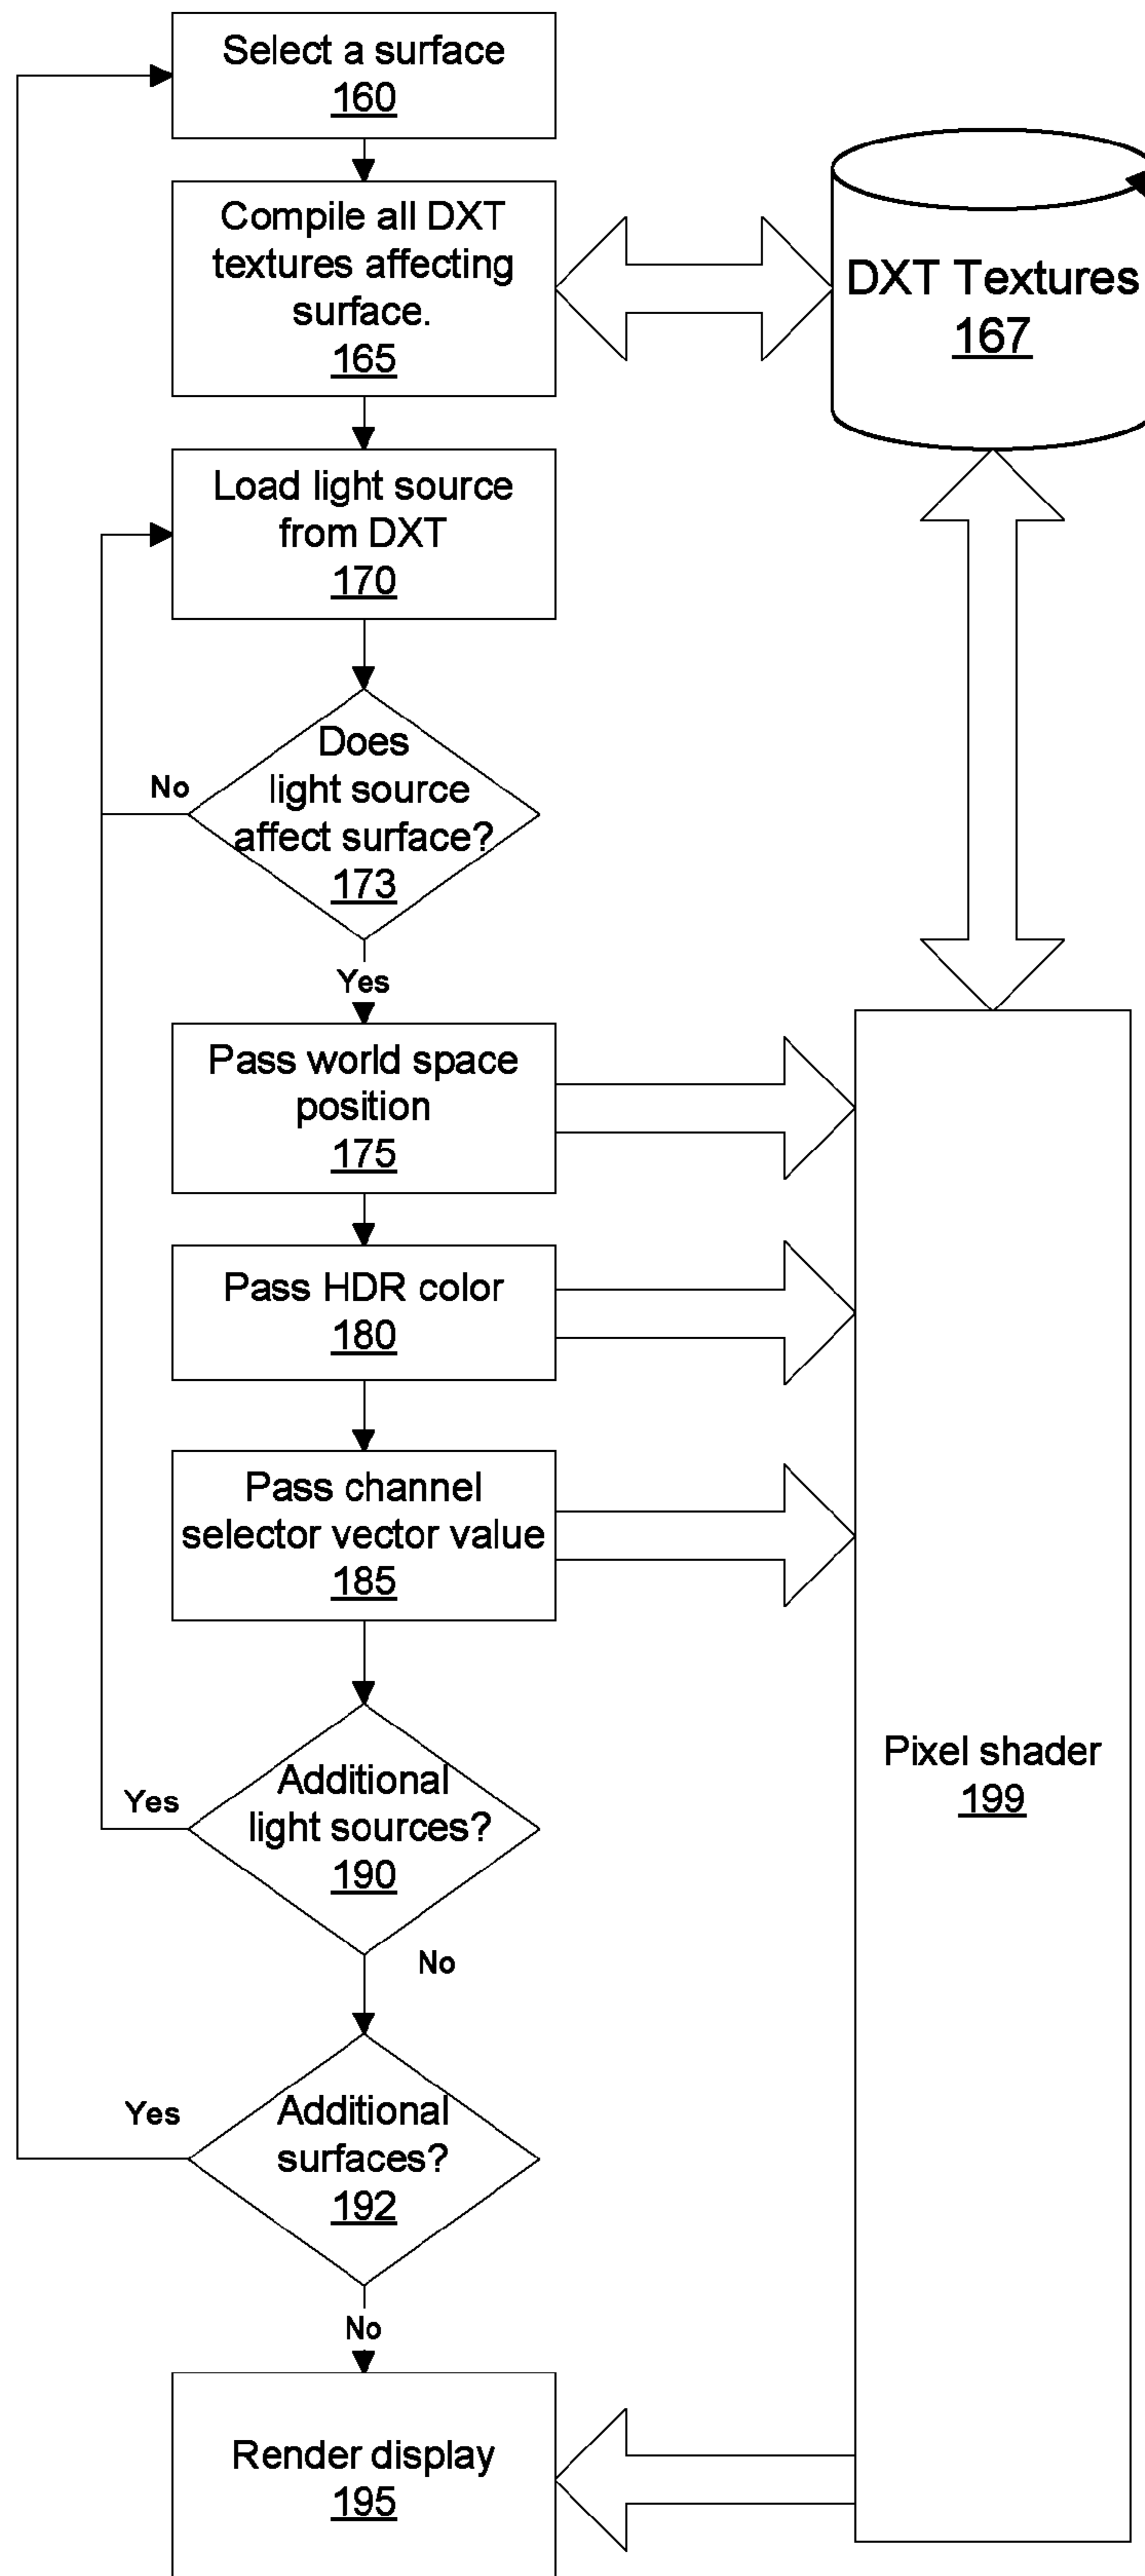 Select a surface
160
Compile all DXT
textures affecting
surface.
165
DXT Textures
167
Load light source
from DXT
170
Does
light source
affect surface?
173
No
Yes
Pass world space
position
175
Pass HDR color
180
Pass channel
selector vector value
185
Pixel shader
199
Additional
light sources?
190
Yes
No
Additional
surfaces?
192
Yes
No
Render display
195